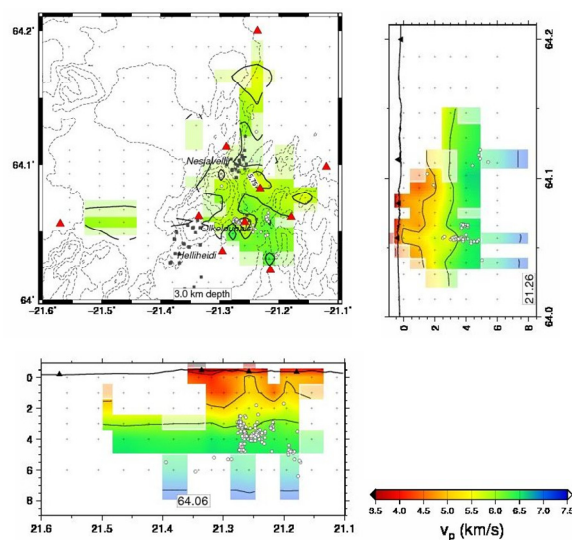 64.2˚
64.1˚
64˚
−21.6˚ −21.5˚ −21.4˚ −21.3˚ −21.2˚ −21.1˚
Nesjavellir
Olkelduhals
Helliheidi
3.0 km depth
64.2
64.1
64.0
21.26
0 2 4 6 8
0
2
4
6
8
64.06
21.6 21.5 21.4 21.3 21.2 21.1
3.5 4.0 4.5 5.0 5.5 6.0 6.5 7.0 7.5
vp (km/s)